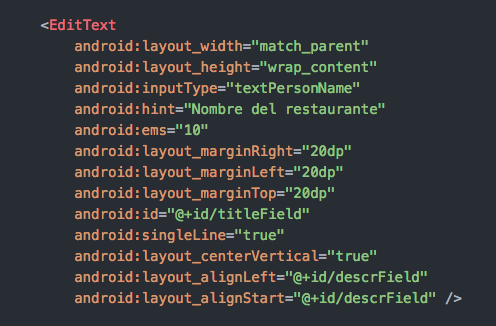 <EditText
android:layout_width="match_parent"
android:layout_height="wrap_content"
android:inputType="textPersonName"
android:hint="Nombre del restaurante"
android:ems="10"
android:layout_marginRight="20dp"
android:layout_marginLeft="20dp"
android:layout_marginTop="20dp"
android:id="@+id/titleField"
android:singleLine="true"
android:layout_centerVertical="true"
android:layout_alignLeft="@+id/descrField"
android:layout_alignStart="@+id/descrField" />